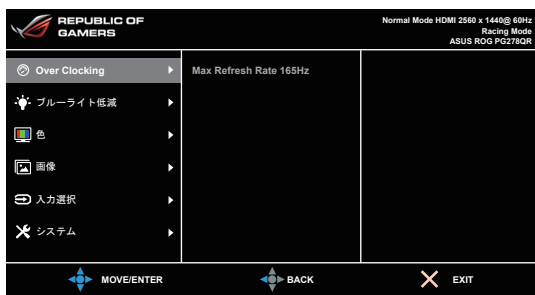 REPUBLIC OF
GAMERS
Normal Mode HDMI 2560 x 1440@ 60Hz
Racing Mode
ASUS ROG PG278QR
Over Clocking
Max Refresh Rate 165Hz
ブルーライト低減
色
画像
入力選択
システム
MOVE/ENTER
BACK
EXIT